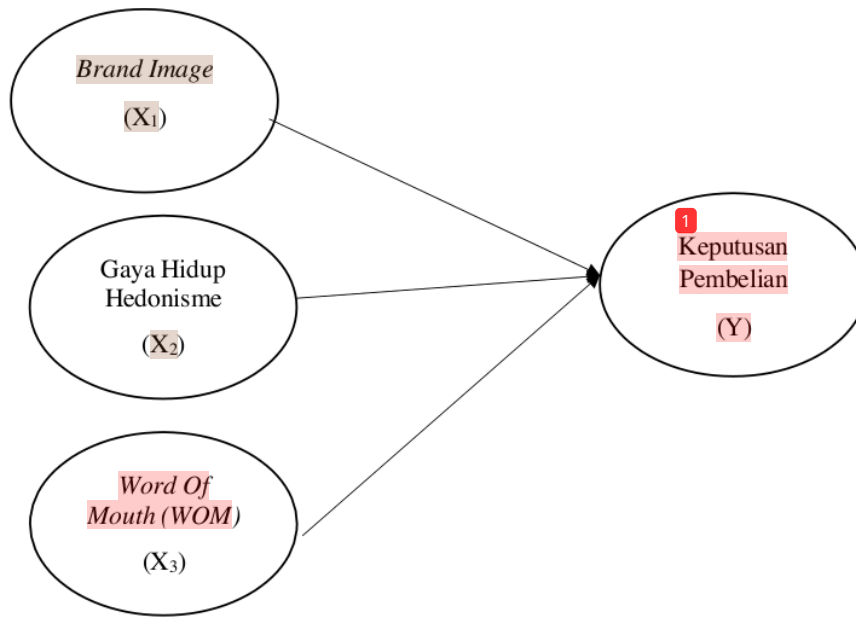 Brand Image
(X₁)
Gaya Hidup
Hedonisme
(X₂)
Word Of
Mouth (WOM)
(X₃)
1
Keputusan
Pembelian
(Y)